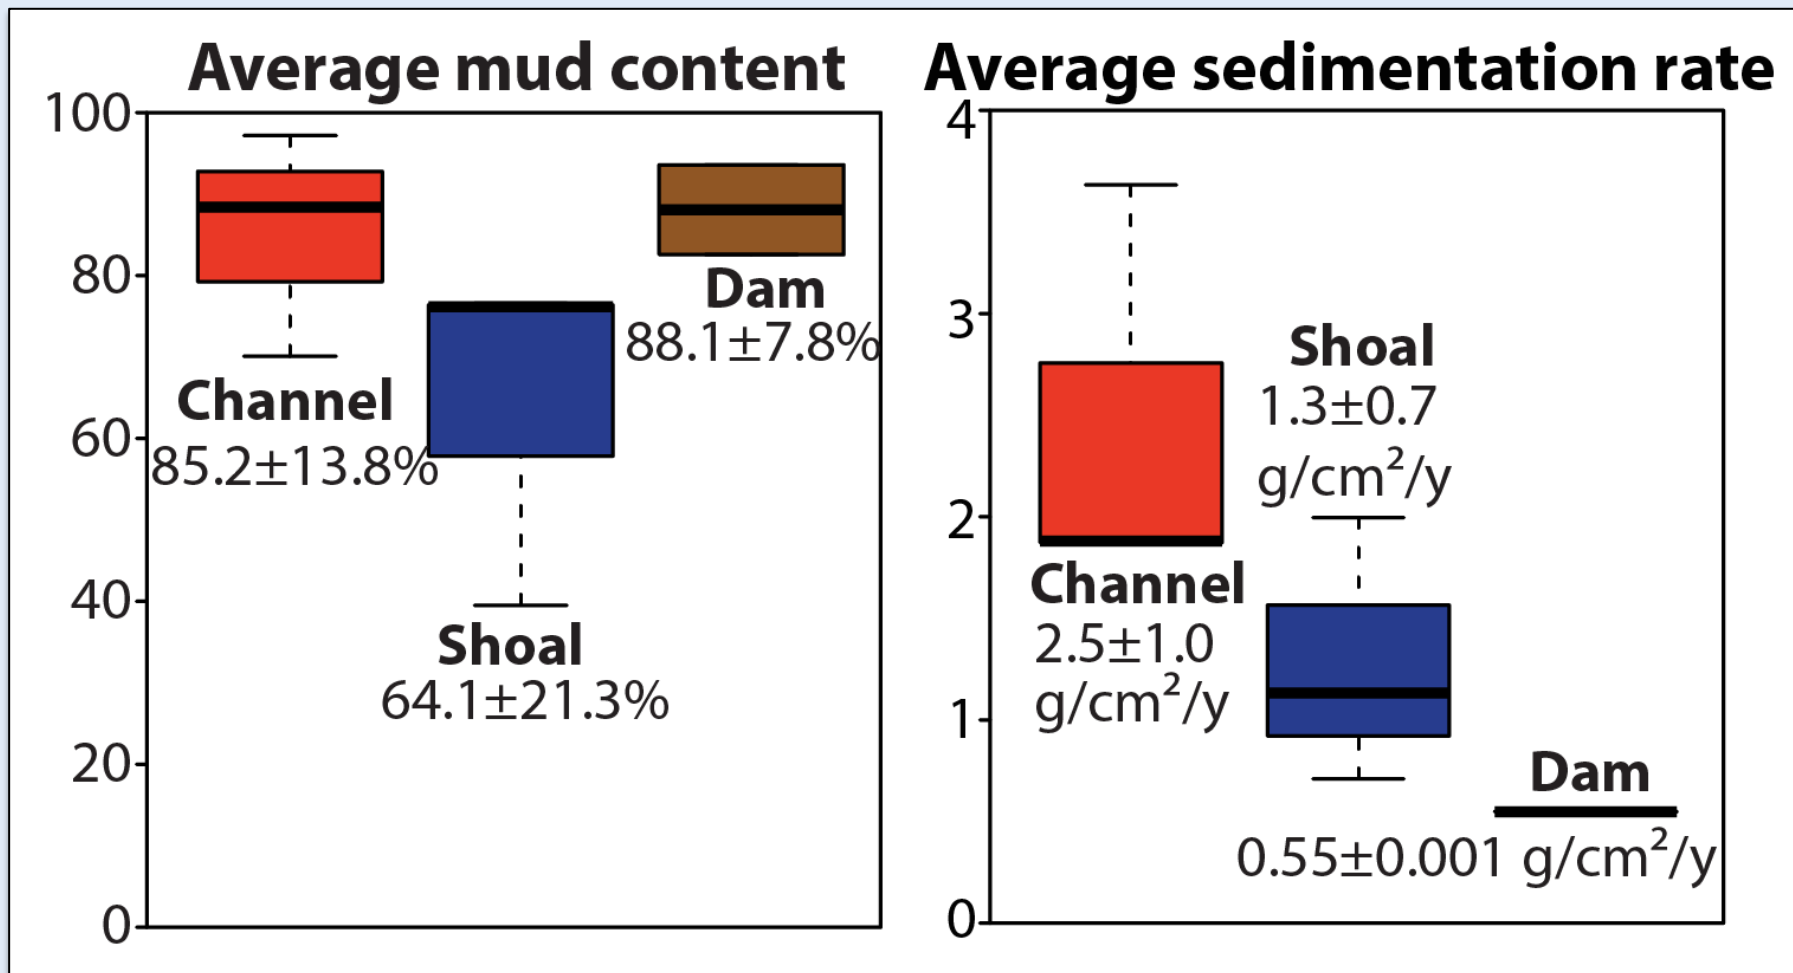 Average mud content
100
80
60
40
20
0
Channel
85.2±13.8%
Shoal
64.1±21.3%
Dam
88.1±7.8%
Average sedimentation rate
4
3
2
1
0
Channel
2.5±1.0
g/cm²/y
Shoal
1.3±0.7
g/cm²/y
Dam
0.55±0.001 g/cm²/y